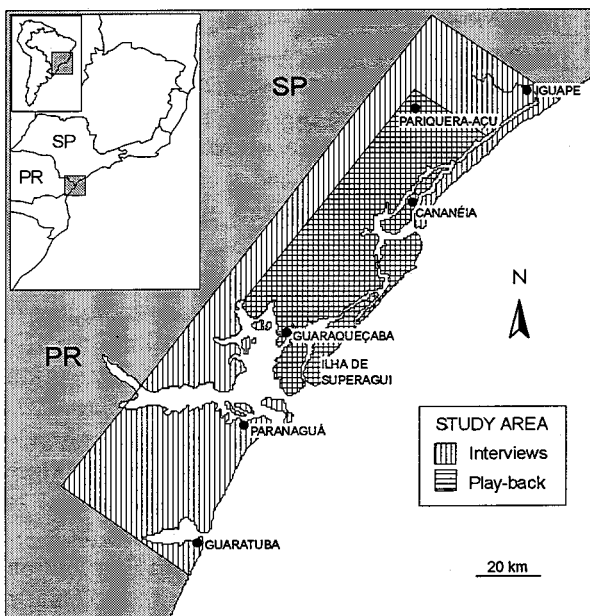 SP
PR
SP
PR
IGUAPE
PARIQUERA-AÇU
CANANÉIA
N
GUARAQUEÇABA
ILHA DE
SUPERAGUI
PARANAGUÁ
GUARATUBA
STUDY AREA
Interviews
Play-back
20 km